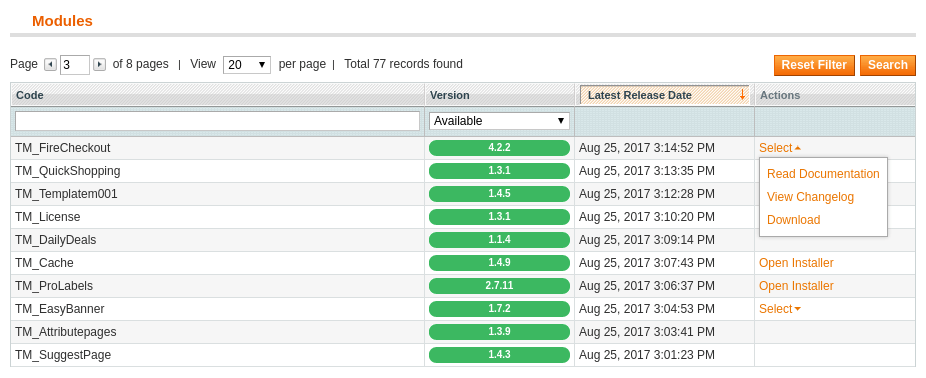 Modules
Page 3 of 8 pages | View 20 per page | Total 77 records found Reset Filter Search
Code Version Latest Release Date Actions
Available
TM_FireCheckout 4.2.2 Aug 25, 2017 3:14:52 PM Select
TM_QuickShopping 1.3.1 Aug 25, 2017 3:13:35 PM
Read Documentation
TM_Templatem001 1.4.5 Aug 25, 2017 3:12:28 PM
View Changelog
TM_License 1.3.1 Aug 25, 2017 3:10:20 PM
Download
TM_DailyDeals 1.1.4 Aug 25, 2017 3:09:14 PM
TM_Cache 1.4.9 Aug 25, 2017 3:07:43 PM Open Installer
TM_ProLabels 2.7.11 Aug 25, 2017 3:06:37 PM Open Installer
TM_EasyBanner 1.7.2 Aug 25, 2017 3:04:53 PM Select
TM_Attributepages 1.3.9 Aug 25, 2017 3:03:41 PM
TM_SuggestPage 1.4.3 Aug 25, 2017 3:01:23 PM